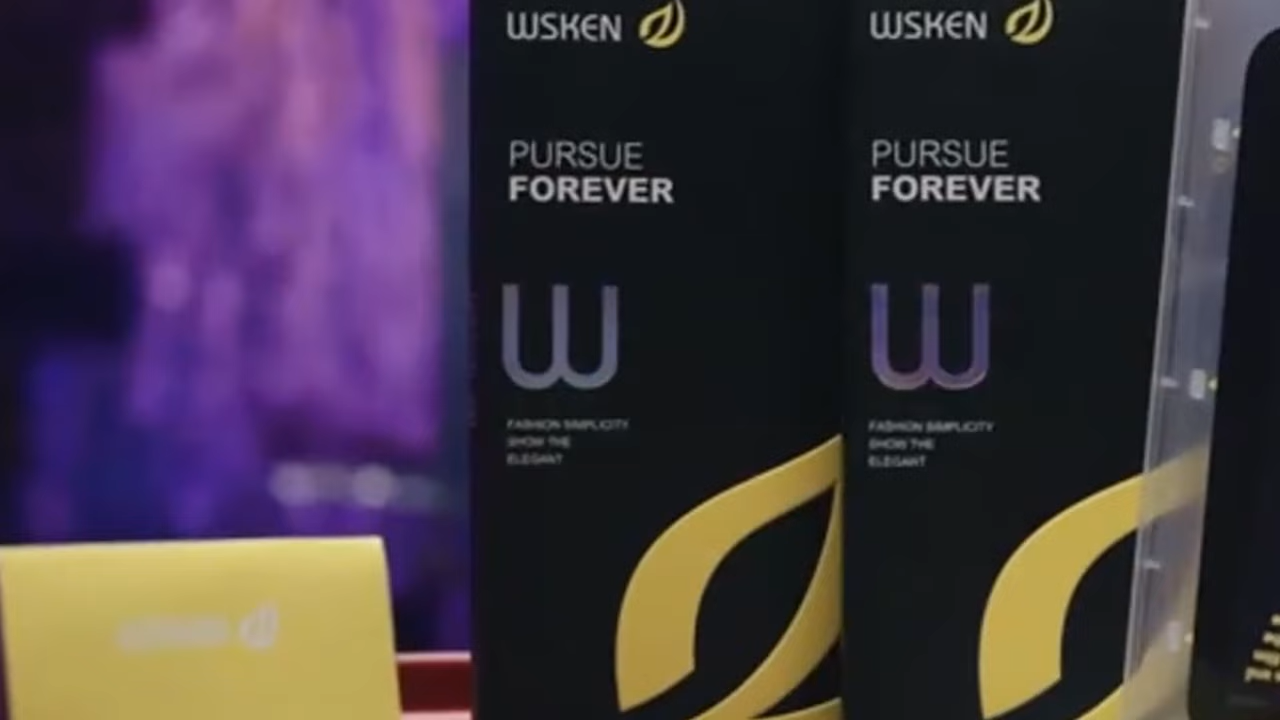 WSKEN
PURSUE
FOREVER
W
FASHION SIMPLICITY
SHOW THE
ELEGANT
WSKEN
PURSUE
FOREVER
W
FASHION SIMPLICITY
SHOW THE
ELEGANT